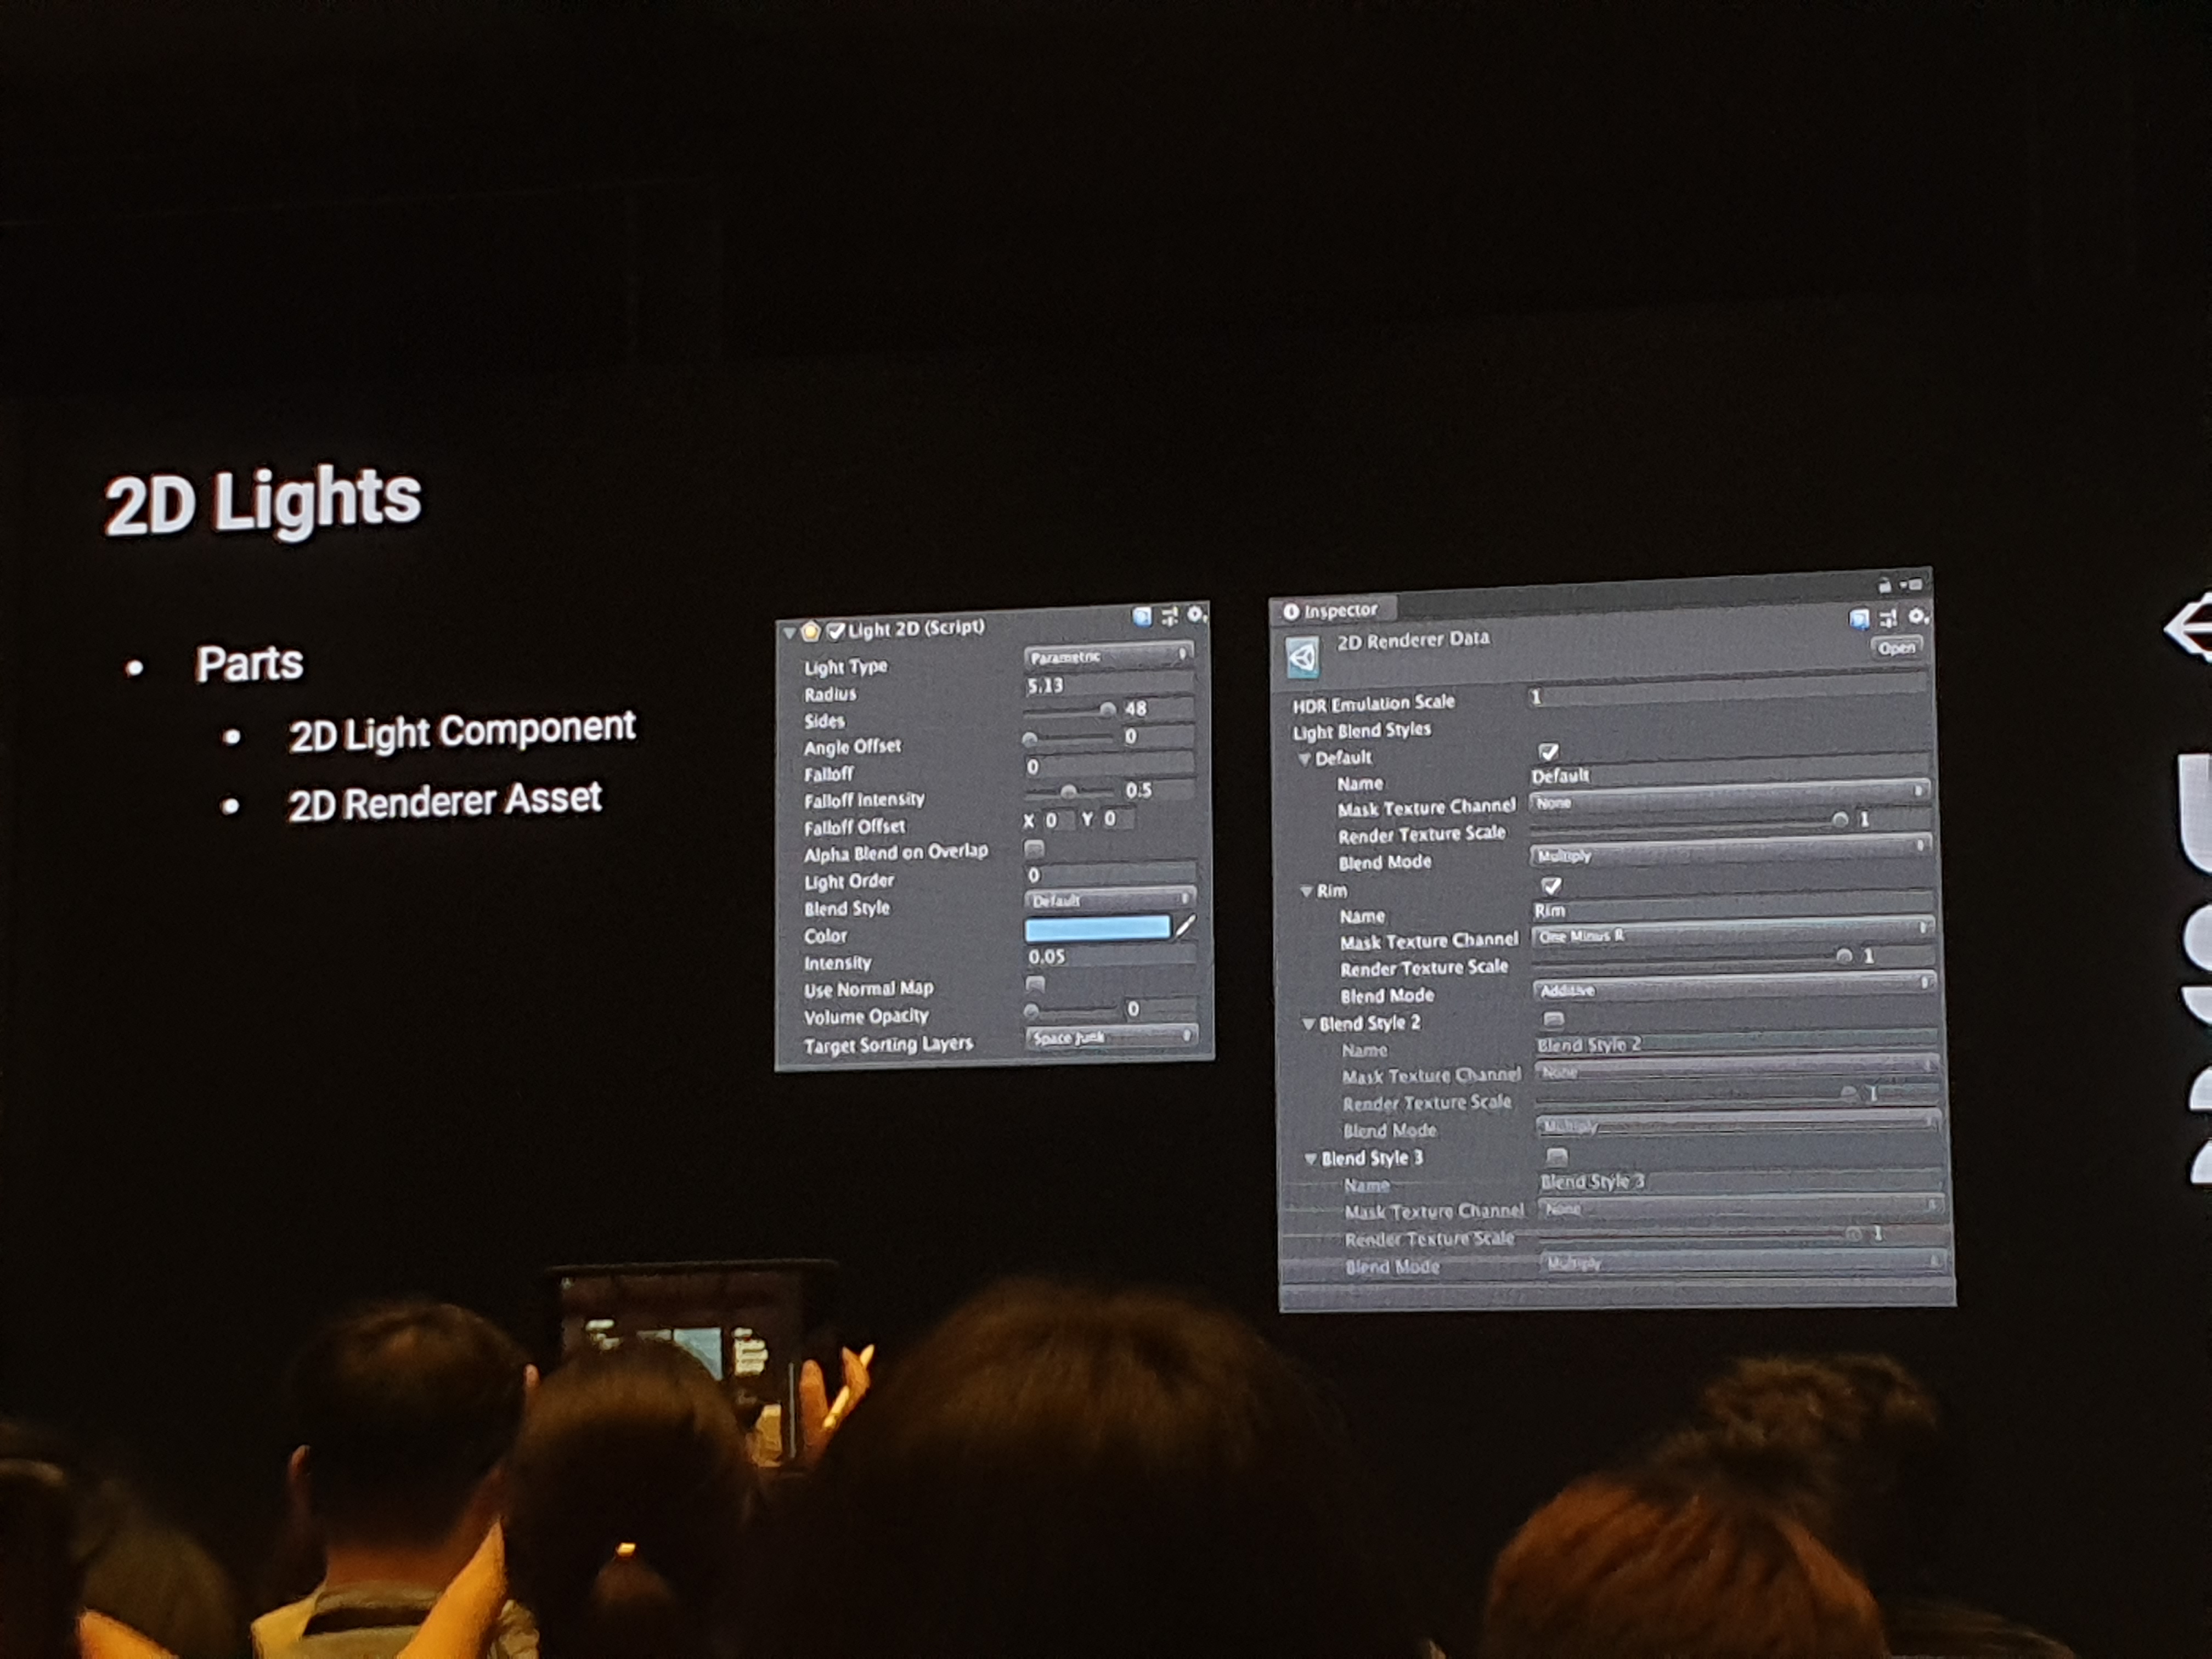 2D Lights
• Parts
• 2D Light Component
• 2D Renderer Asset
Light 2D (Script)
Light Type Parametric
Radius 5.13
Sides 48
Angle Offset 0
Falloff 0
Falloff Intensity 0.5
Falloff Offset X 0 Y 0
Alpha Blend on Overlap
Light Order 0
Blend Style Default
Color
Intensity 0.05
Use Normal Map
Volume Opacity 0
Target Sorting Layers Space Junk
Inspector
2D Renderer Data
Open
HDR Emulation Scale 1
Light Blend Styles
Default
Name Default
Mask Texture Channel None
Render Texture Scale 1
Blend Mode Multiply
Rim
Name Rim
Mask Texture Channel One Minus R
Render Texture Scale 1
Blend Mode Additive
Blend Style 2
Name Blend Style 2
Mask Texture Channel None
Render Texture Scale 1
Blend Mode Multiply
Blend Style 3
Name Blend Style 3
Mask Texture Channel None
Render Texture Scale 1
Blend Mode Multiply